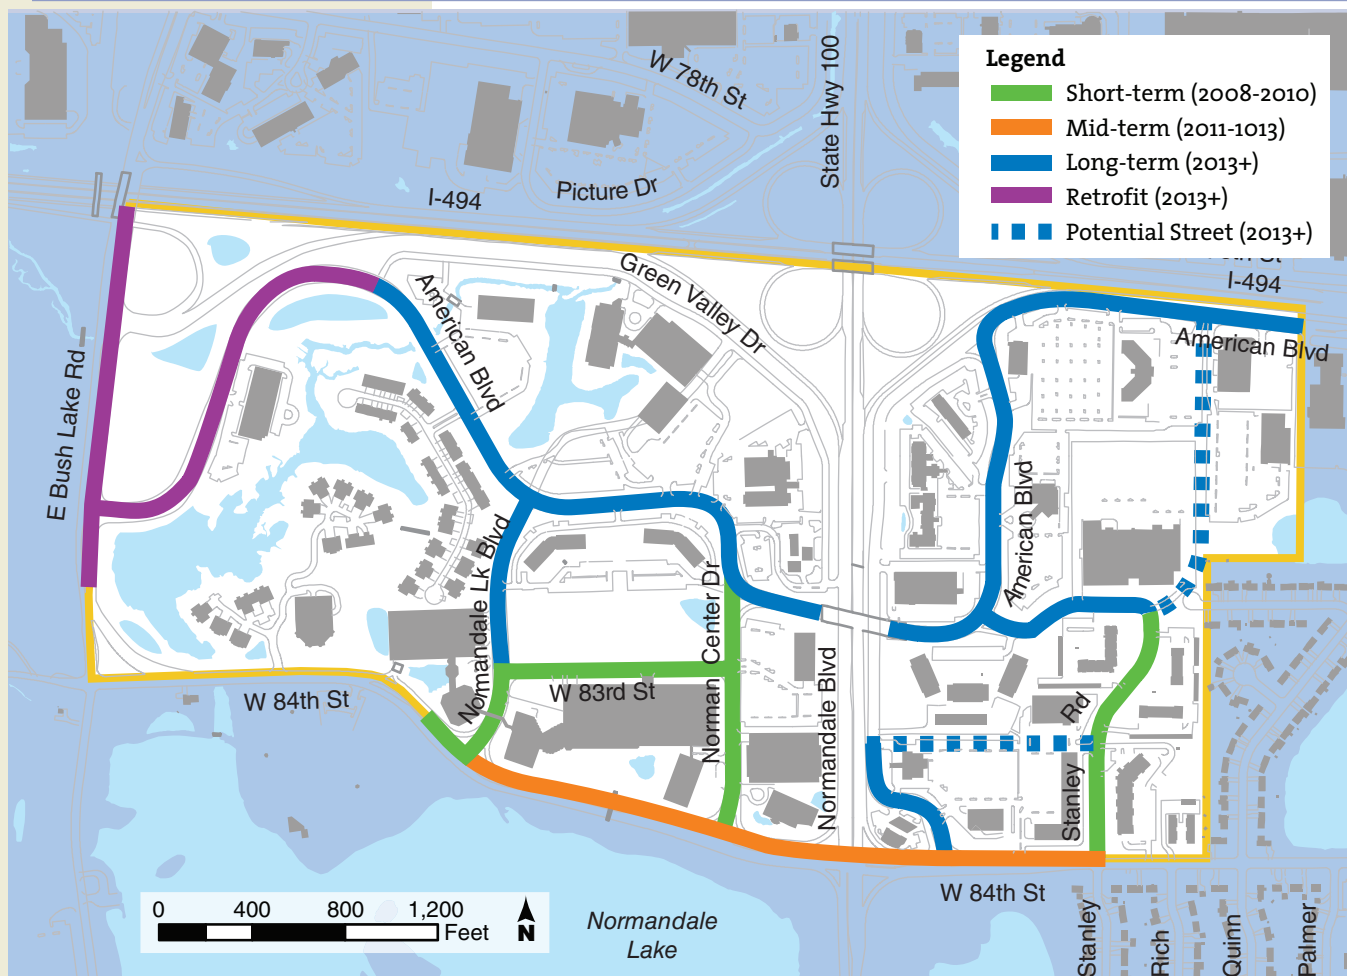 W 78th St
State Hwy 100
Legend
Short-term (2008-2010)
Mid-term (2011-1013)
Long-term (2013+)
Retrofit (2013+)
Potential Street (2013+)
Picture Dr
I-494
I-494
Green Valley Dr
American Blvd
American Blvd
E Bush Lake Rd
American Blvd
Normandale Lk Blvd
Norman Center Dr
Normandale Blvd
W 83rd St
W 84th St
Stanley Rd
W 84th St
0 400 800 1,200 Feet
N
Normandale
Lake
Stanley
Rich
Quinn
Palmer